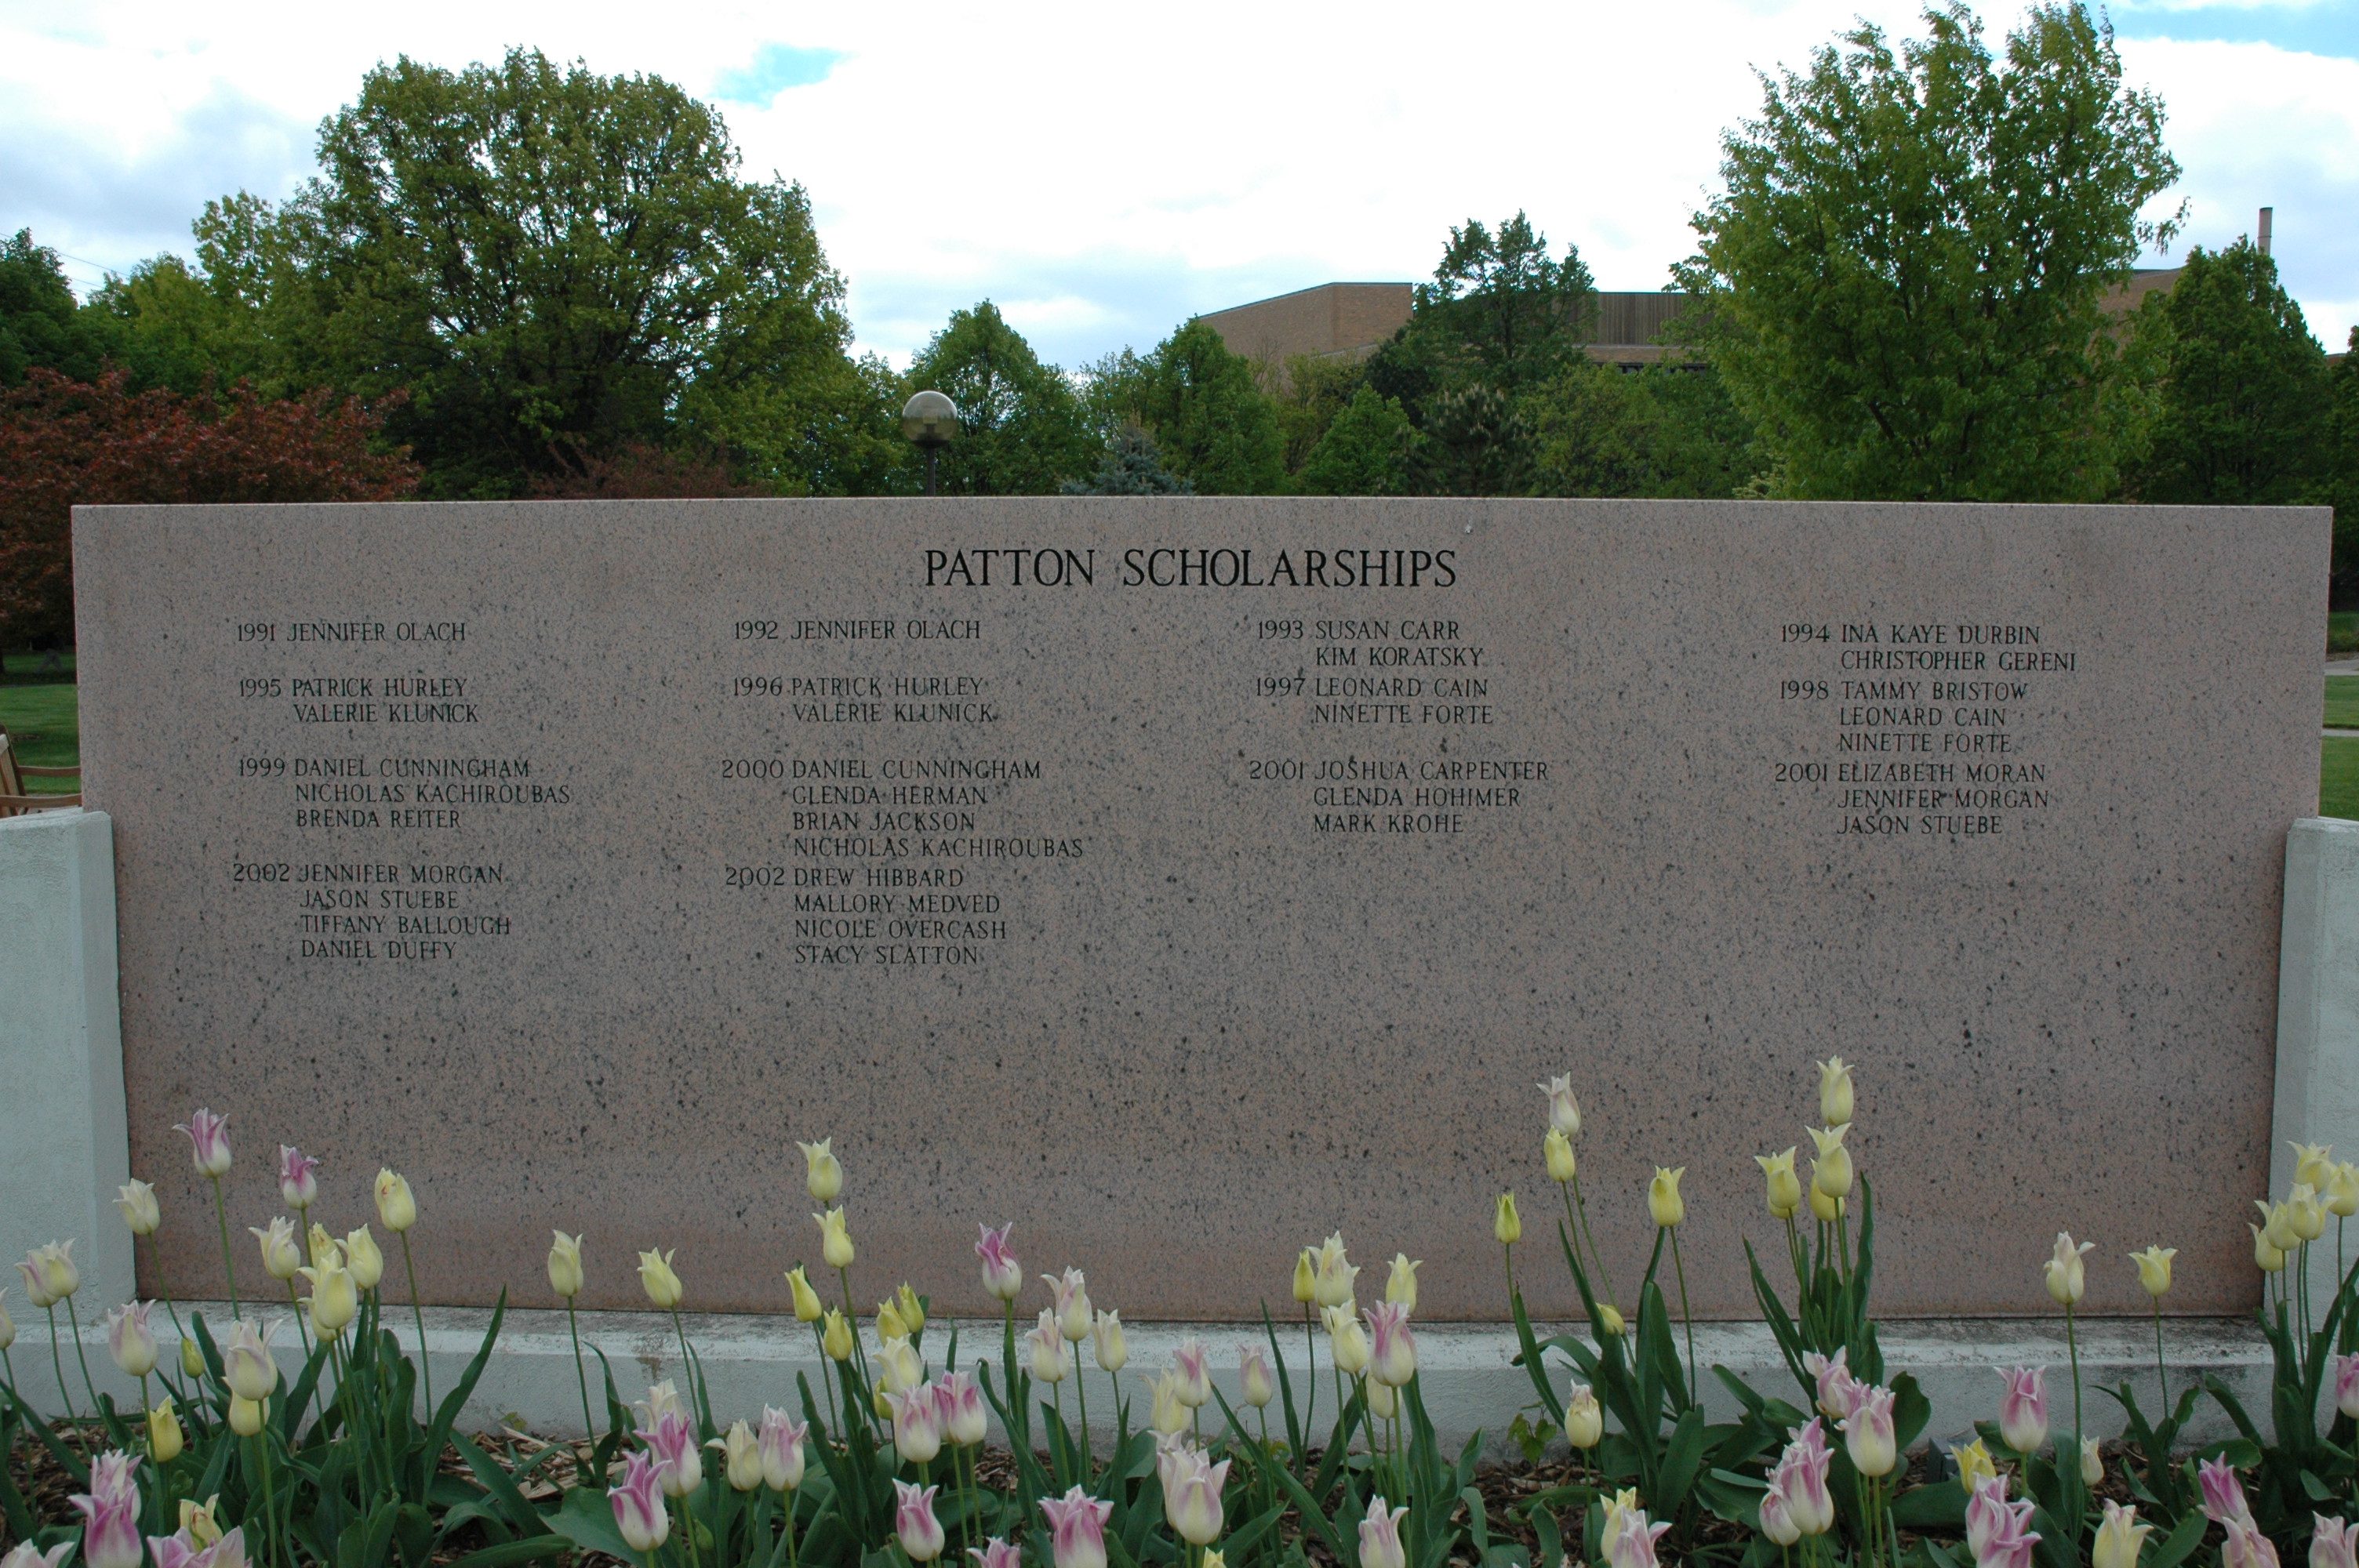 PATTON SCHOLARSHIPS
1991 JENNIFER OLACH
1992 JENNIFER OLACH
1993 SUSAN CARR
KIM KORATSKY
1994 INA KAYE DURBIN
CHRISTOPHER GERENI
1995 PATRICK HURLEY
VALERIE KLUNICK
1996 PATRICK HURLEY
VALERIE KLUNICK
1997 LEONARD CAIN
NINETTE FORTE
1998 TAMMY BRISTOW
LEONARD CAIN
NINETTE FORTE
1999 DANIEL CUNNINGHAM
NICHOLAS KACHIROUBAS
BRENDA REITER
2000 DANIEL CUNNINGHAM
GLENDA HERMAN
BRIAN JACKSON
NICHOLAS KACHIROUBAS
2001 JOSHUA CARPENTER
GLENDA HOHIMER
MARK KROHE
2001 ELIZABETH MORAN
JENNIFER MORGAN
JASON STUEBE
2002 JENNIFER MORGAN
JASON STUEBE
TIFFANY BALLOUGH
DANIEL DUFFY
2002 DREW HIBBARD
MALLORY MEDVED
NICOLE OVERCASH
STACY SLATTON